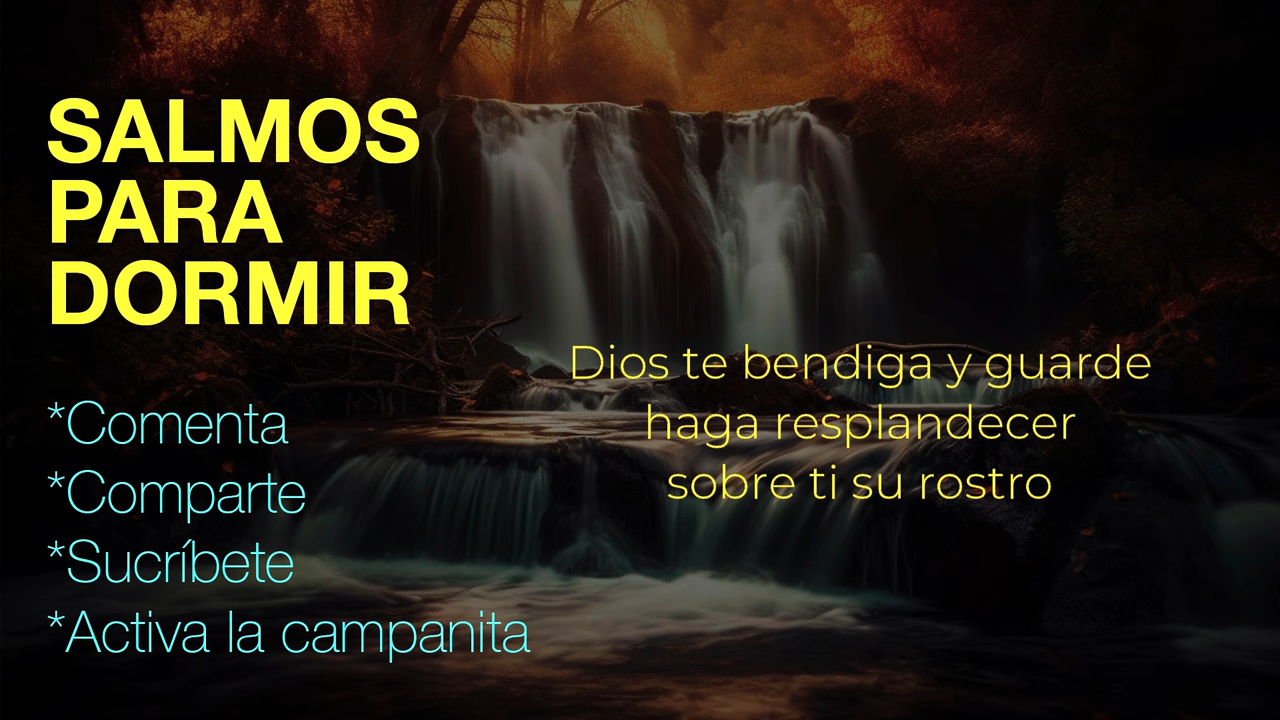 SALMOS
PARA
DORMIR
*Comenta
*Comparte
*Sucríbete
*Activa la campanita
Dios te bendiga y guarde
haga resplandecer
sobre ti su rostro